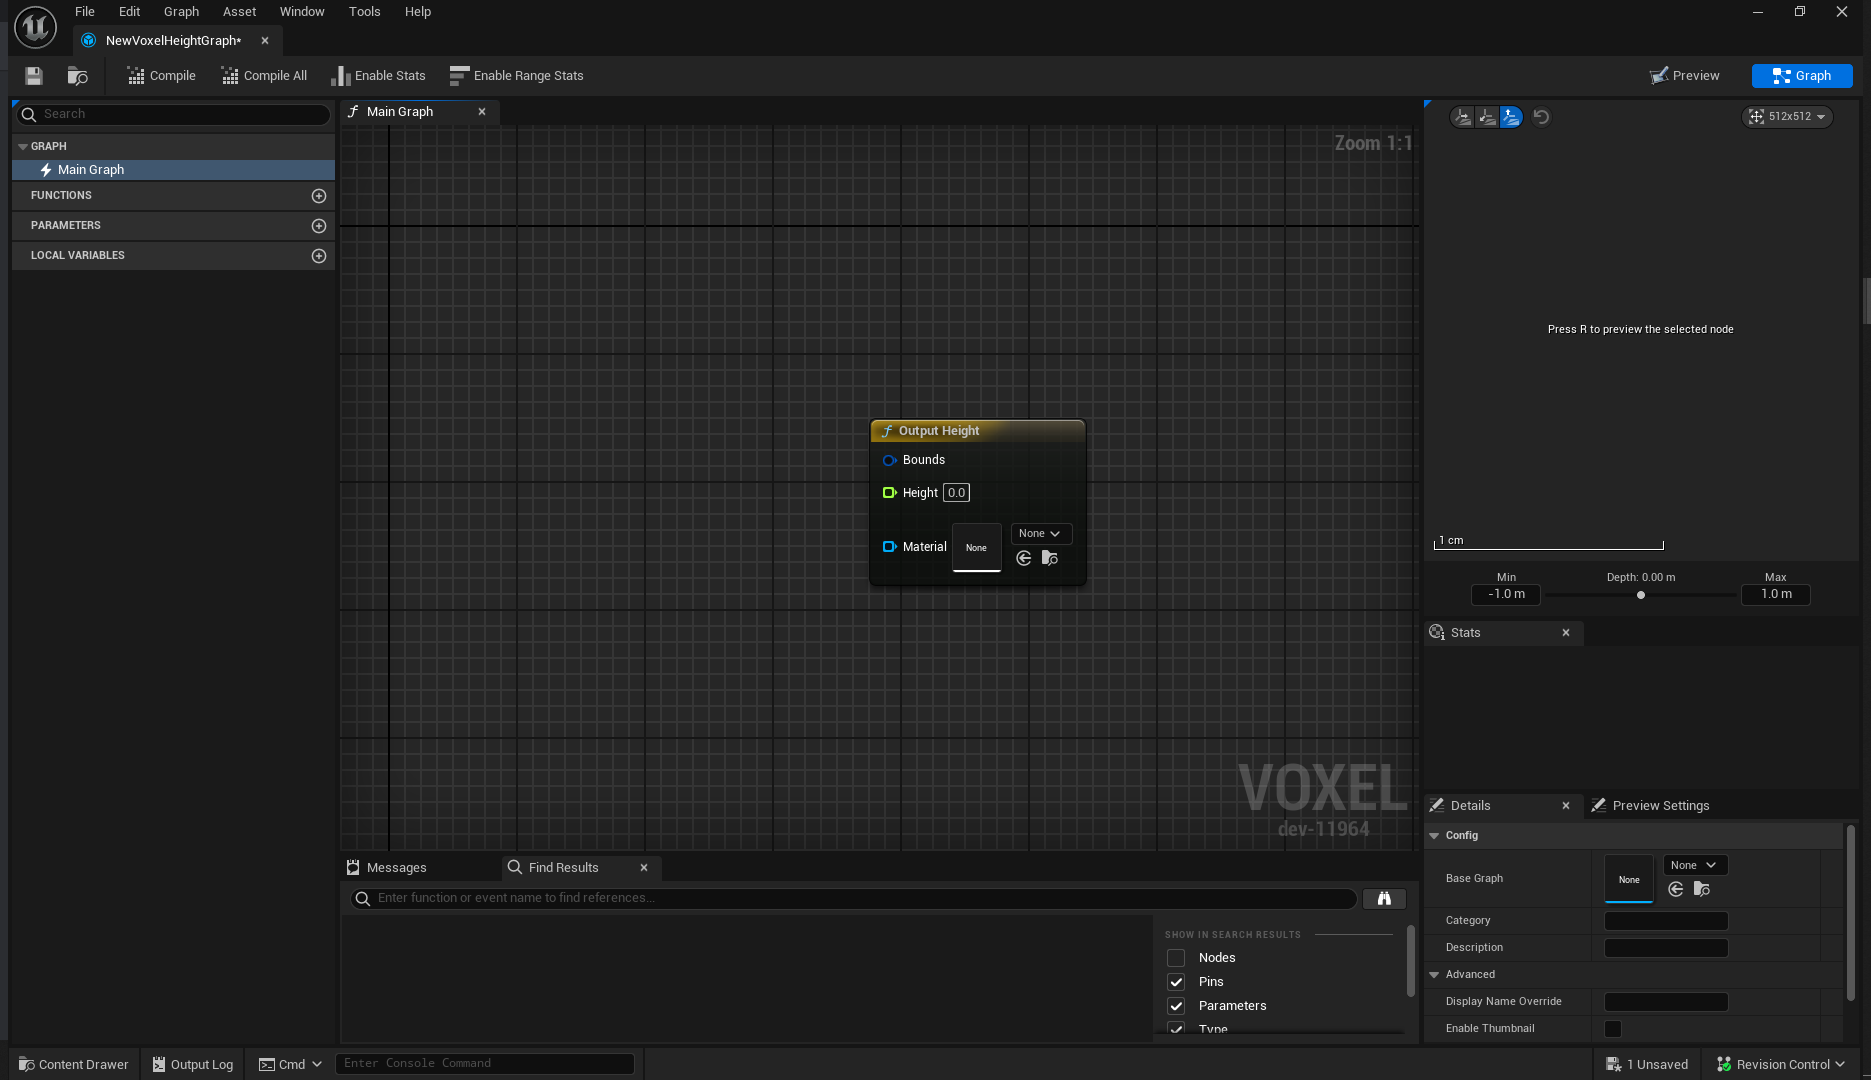 File Edit Graph Asset Window Tools Help
NewVoxelHeightGraph*
Compile Compile All Enable Stats Enable Range Stats Preview Graph
Search
GRAPH
Main Graph
FUNCTIONS
PARAMETERS
LOCAL VARIABLES
Main Graph
Zoom 1:1
Output Height
Bounds
Height 0.0
Material None None
VOXEL
dev-11964
512x512
Press R to preview the selected node
1 cm
Min Depth: 0.00 m Max
-1.0 m 1.0 m
Stats
Details Preview Settings
Config
Base Graph None None
Category
Description
Advanced
Display Name Override
Enable Thumbnail
Messages Find Results
Enter function or event name to find references...
SHOW IN SEARCH RESULTS
Nodes
Pins
Parameters
Type
Content Drawer Output Log Cmd Enter Console Command 1 Unsaved Revision Control